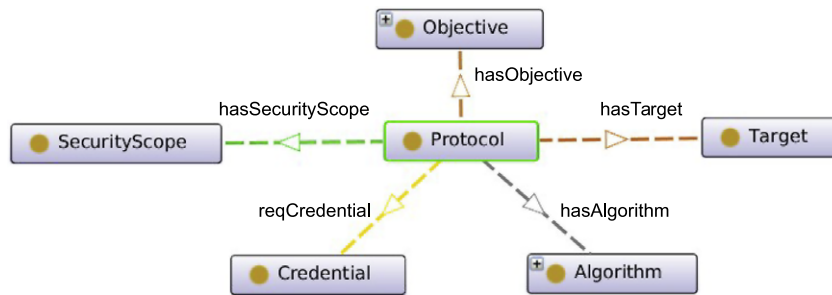 Objective
hasObjective
hasSecurityScope
hasTarget
SecurityScope
Protocol
Target
reqCredential
hasAlgorithm
Credential
Algorithm